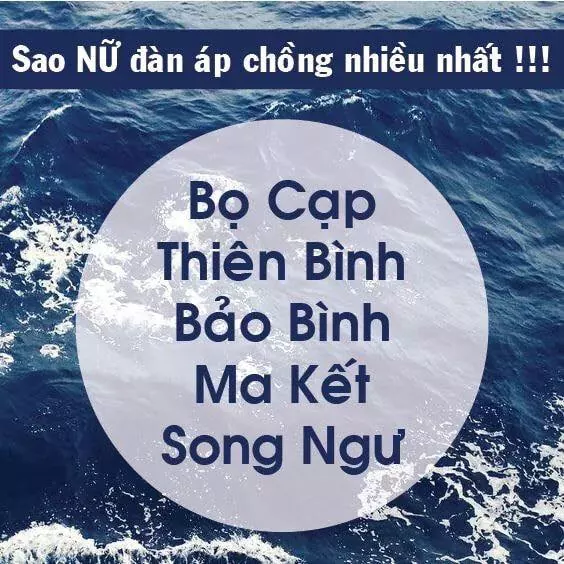 Sao NỮ đàn áp chồng nhiều nhất !!!
Bọ Cạp
Thiên Bình
Bảo Bình
Ma Kết
Song Ngư